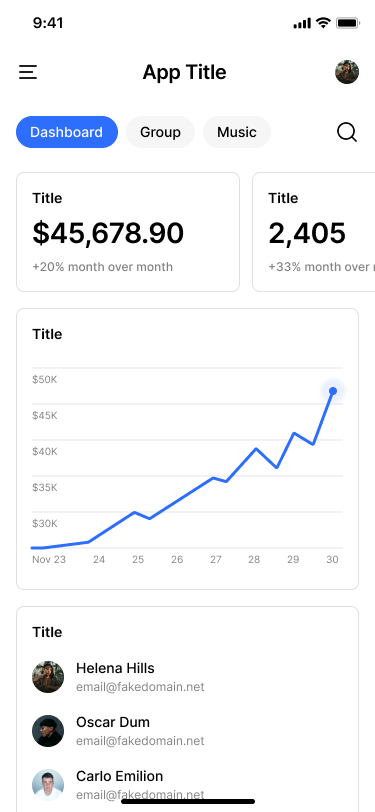 9:41
App Title
Dashboard Group Music
Title
$45,678.90
+20% month over month
Title
2,405
+33% month over
Title
$50K
$45K
$40K
$35K
$30K
Nov 23 24 25 26 27 28 29 30
Title
Helena Hills
email@fakedomain.net
Oscar Dum
email@fakedomain.net
Carlo Emilion
email@fakedomain.net